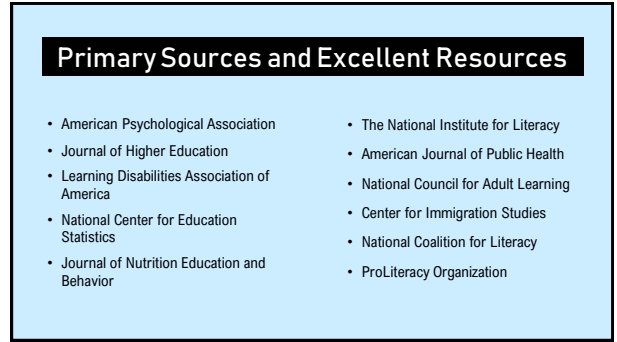 Primary Sources and Excellent Resources
• American Psychological Association
• Journal of Higher Education
• Learning Disabilities Association of
America
• National Center for Education
Statistics
• Journal of Nutrition Education and
Behavior
• The National Institute for Literacy
• American Journal of Public Health
• National Council for Adult Learning
• Center for Immigration Studies
• National Coalition for Literacy
• ProLiteracy Organization